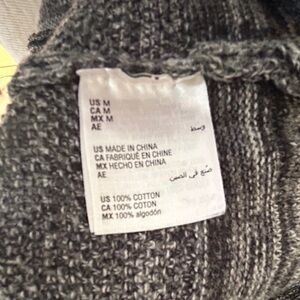 US M
CA M
MX M
AE وسط
US MADE IN CHINA
CA FABRIQUÉ EN CHINE
MX HECHO EN CHINA
AE صنع في الصين
US 100% COTTON
CA 100% COTON
MX 100% algodón